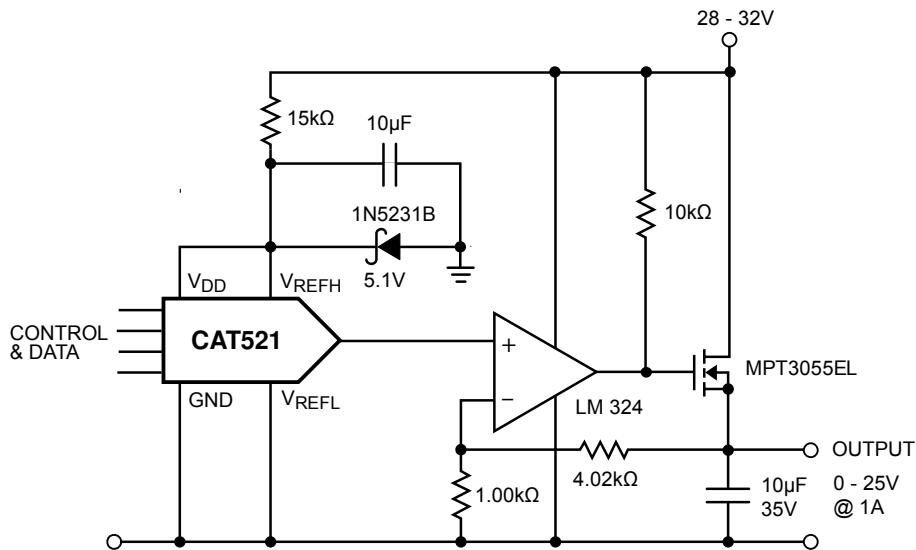 28 - 32V
15kΩ
10µF
1N5231B
10kΩ
5.1V
VDD
VREFH
CONTROL
& DATA
CAT521
+
MPT3055EL
GND
VREFL
−
LM 324
OUTPUT
1.00kΩ
4.02kΩ
10µF
35V
0 - 25V
@ 1A